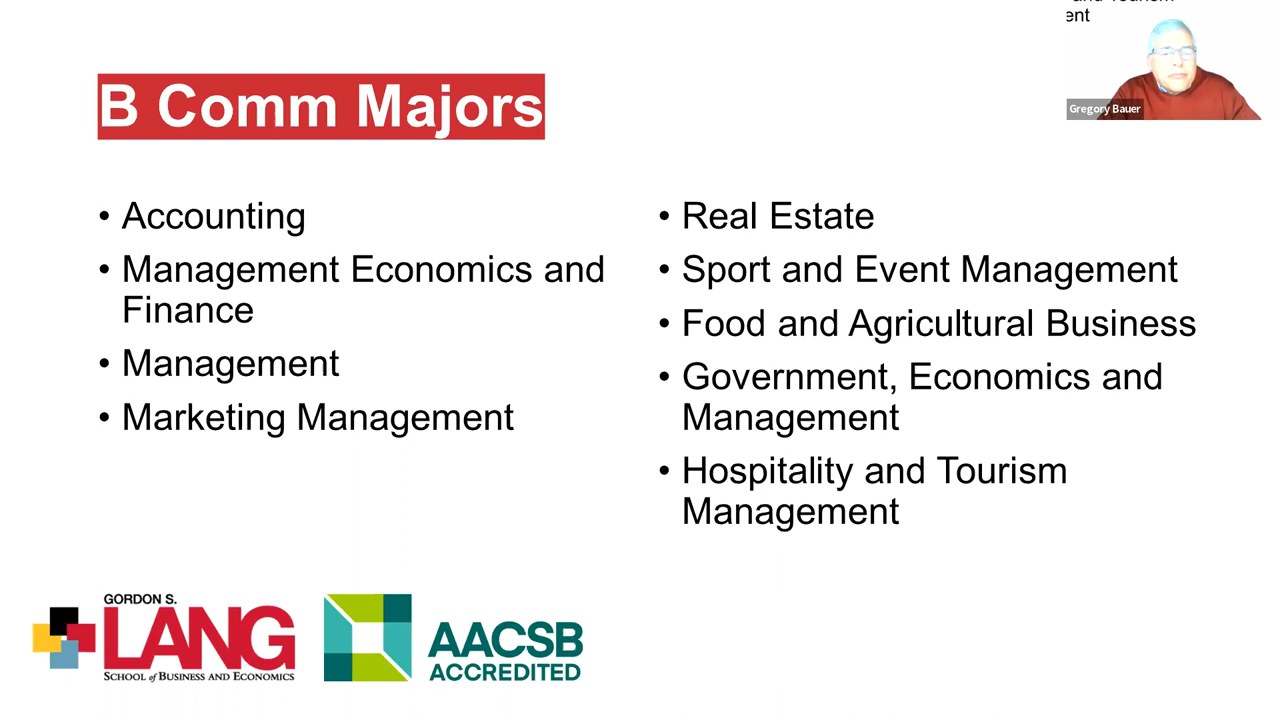 ent
Gregory Bauer
B Comm Majors
• Accounting
• Management Economics and
Finance
• Management
• Marketing Management
• Real Estate
• Sport and Event Management
• Food and Agricultural Business
• Government, Economics and
Management
• Hospitality and Tourism
Management
GORDON S.
LANG
SCHOOL of BUSINESS AND ECONOMICS
AACSB
ACCREDITED